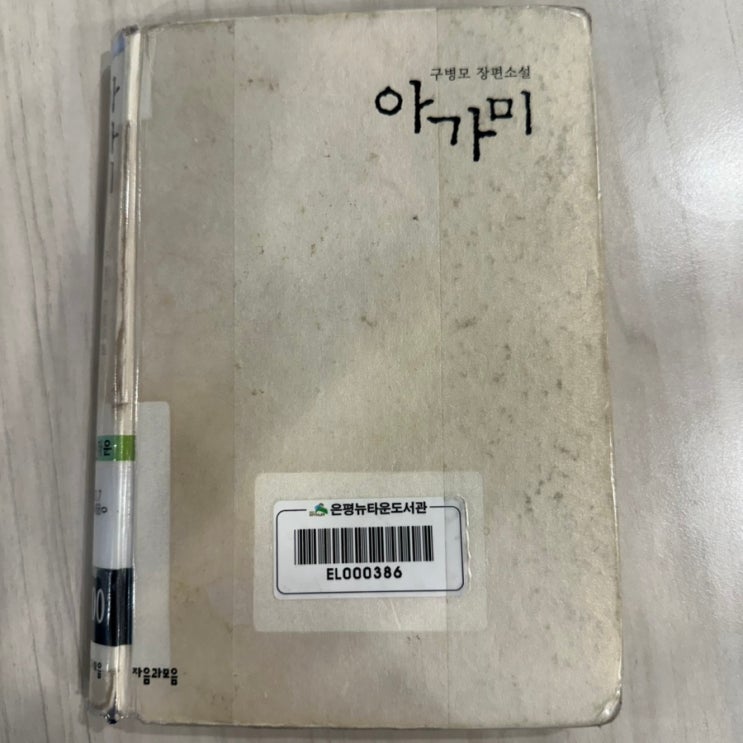 구병모 장편소설
아가미
은평뉴타운도서관
EL000386
자음과모음